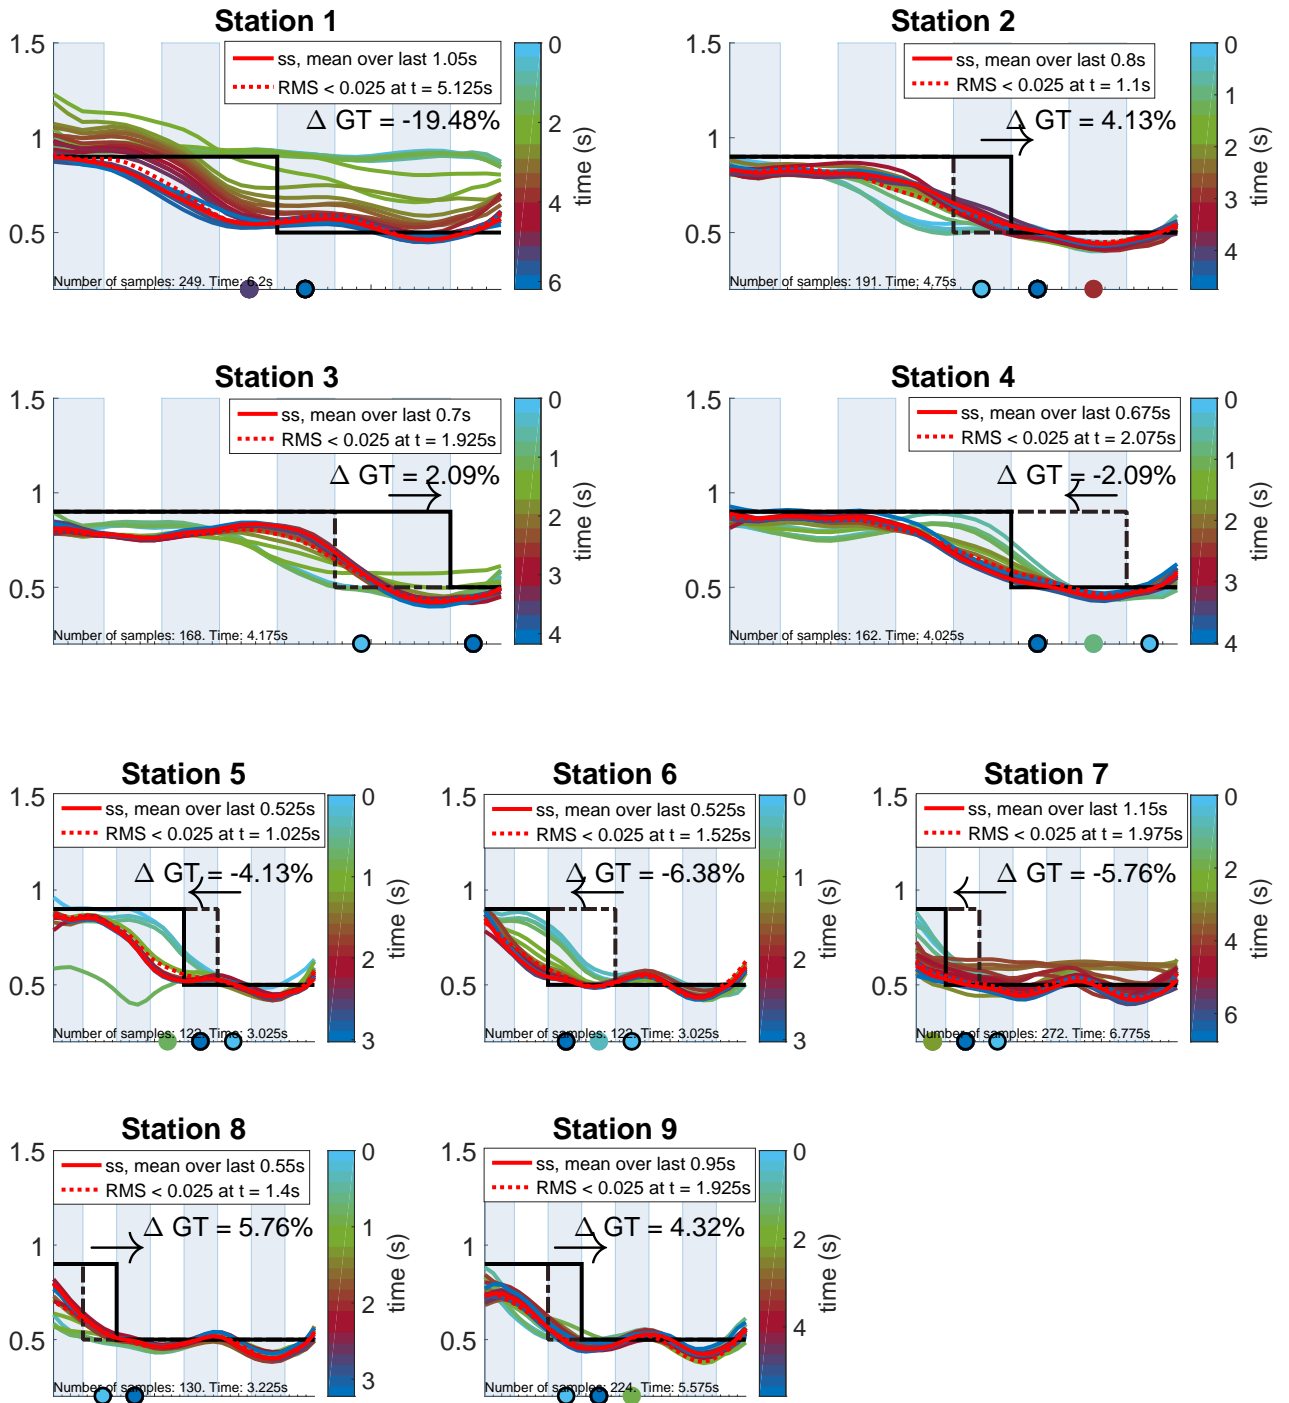 Station 1
1.5
1
0.5
ss, mean over last 1.05s
RMS < 0.025 at t = 5.125s
Δ GT = -19.48%
Number of samples: 249. Time: 6.2s
0
2
4
6
time (s)
Station 2
1.5
1
0.5
ss, mean over last 0.8s
RMS < 0.025 at t = 1.1s
Δ GT = 4.13%
Number of samples: 191. Time: 4.75s
0
2
4
time (s)
Station 3
1.5
1
0.5
ss, mean over last 0.7s
RMS < 0.025 at t = 1.925s
Δ GT = 2.09%
Number of samples: 168. Time: 4.175s
0
1
2
3
4
time (s)
Station 4
1.5
1
0.5
ss, mean over last 0.675s
RMS < 0.025 at t = 2.075s
Δ GT = -2.09%
Number of samples: 162. Time: 4.025s
0
1
2
3
4
time (s)
Station 5
1.5
1
0.5
ss, mean over last 0.525s
RMS < 0.025 at t = 1.025s
Δ GT = -4.13%
Number of samples: 122. Time: 3.025s
0
1
2
3
time (s)
Station 6
1.5
1
0.5
ss, mean over last 0.525s
RMS < 0.025 at t = 1.525s
Δ GT = -6.38%
Number of samples: 122. Time: 3.025s
0
1
2
3
time (s)
Station 7
1.5
1
0.5
ss, mean over last 1.15s
RMS < 0.025 at t = 1.975s
Δ GT = -5.76%
Number of samples: 272. Time: 6.775s
0
2
4
6
time (s)
Station 8
1.5
1
0.5
ss, mean over last 0.55s
RMS < 0.025 at t = 1.4s
Δ GT = 5.76%
Number of samples: 130. Time: 3.225s
0
1
2
3
time (s)
Station 9
1.5
1
0.5
ss, mean over last 0.95s
RMS < 0.025 at t = 1.925s
Δ GT = 4.32%
Number of samples: 224. Time: 5.575s
0
2
4
time (s)